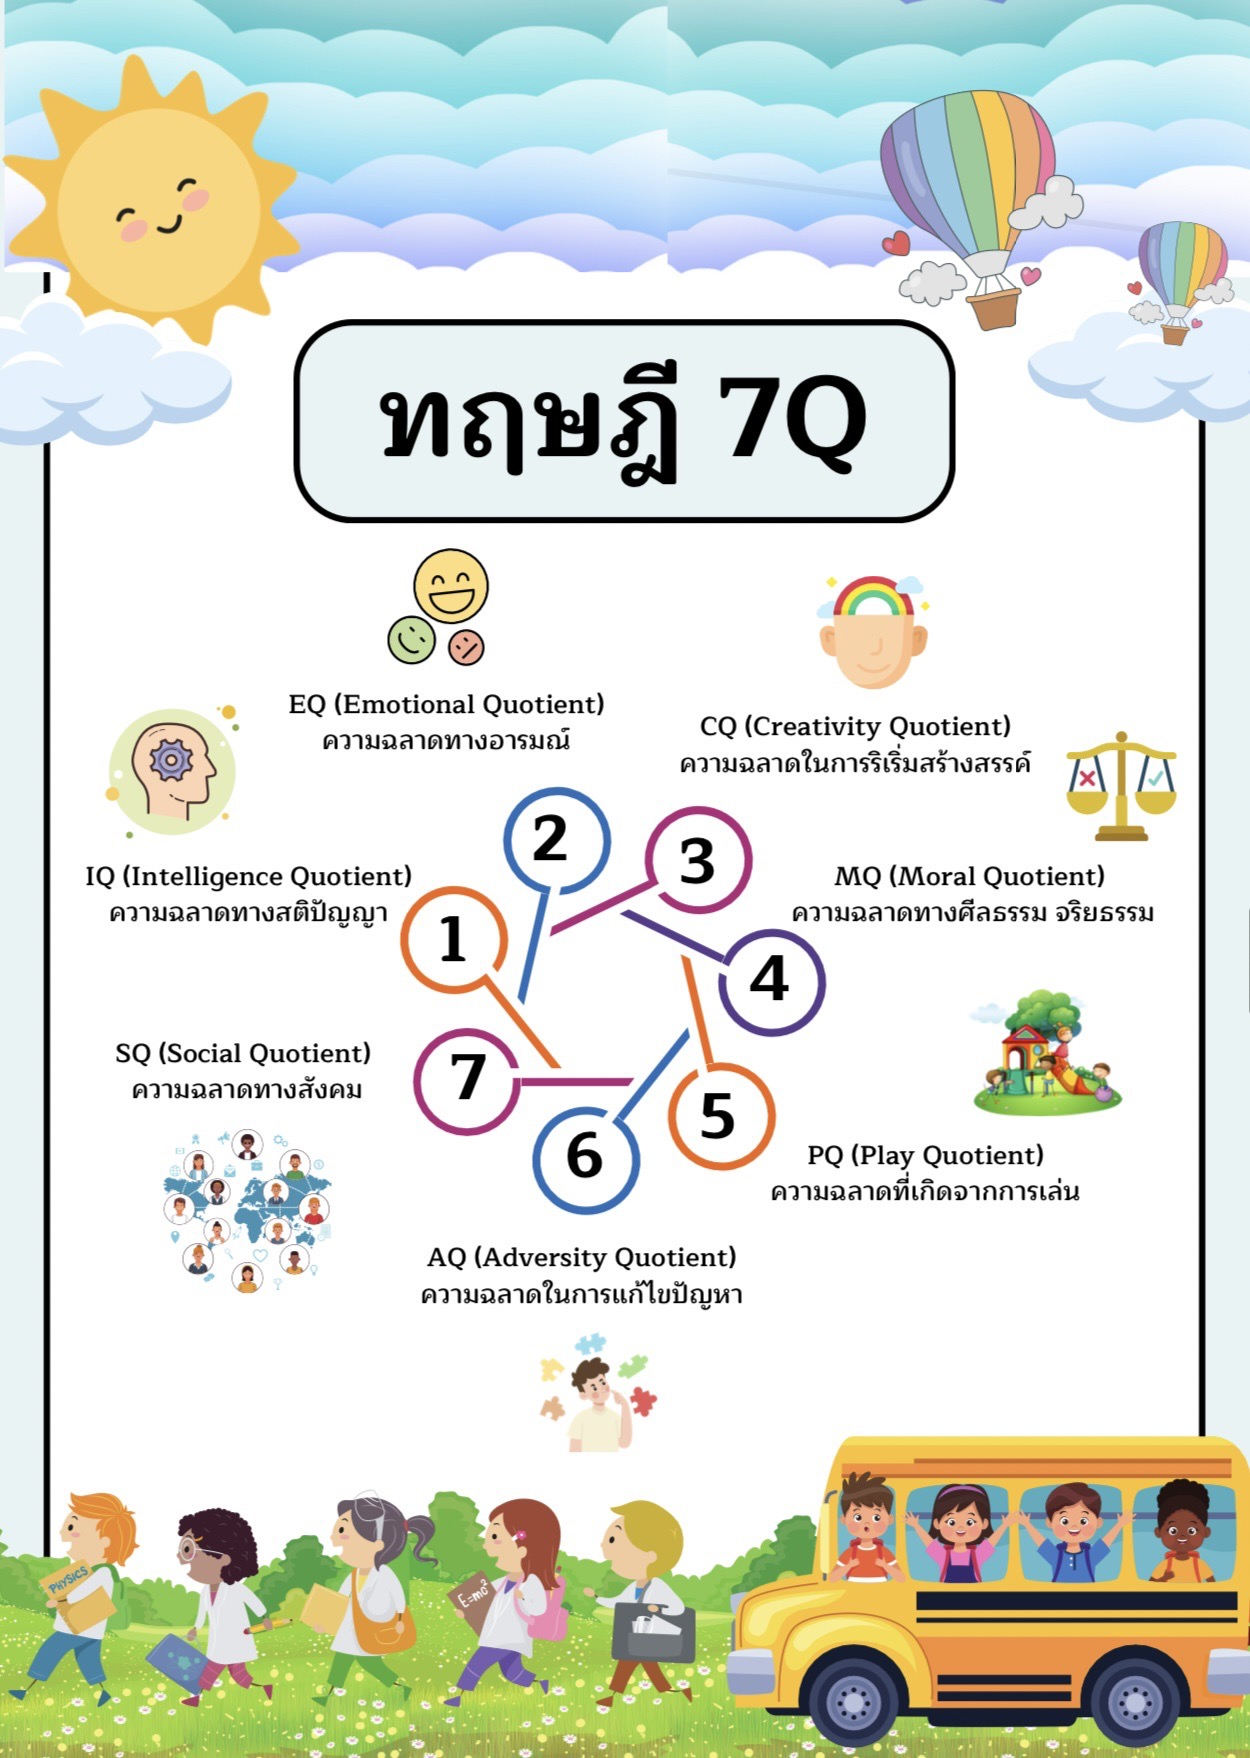 ทฤษฎี 7Q
EQ (Emotional Quotient)
ความฉลาดทางอารมณ์
CQ (Creativity Quotient)
ความฉลาดในการริเริ่มสร้างสรรค์
IQ (Intelligence Quotient)
ความฉลาดทางสติปัญญา
MQ (Moral Quotient)
ความฉลาดทางศีลธรรม จริยธรรม
2
3
1
4
7
5
6
SQ (Social Quotient)
ความฉลาดทางสังคม
PQ (Play Quotient)
ความฉลาดที่เกิดจากการเล่น
AQ (Adversity Quotient)
ความฉลาดในการแก้ไขปัญหา
PHYSICS
E=mc²